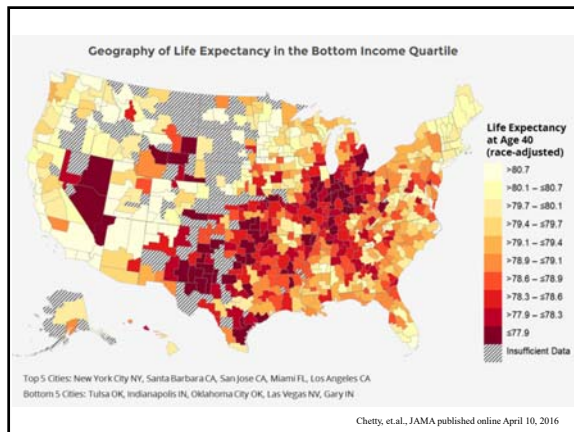 Geography of Life Expectancy in the Bottom Income Quartile
Life Expectancy
at Age 40
(race-adjusted)
>80.7
>80.1 – ≤80.7
>79.7 – ≤80.1
>79.4 – ≤79.7
>79.1 – ≤79.4
>78.9 – ≤79.1
>78.6 – ≤78.9
>78.3 – ≤78.6
>77.9 – ≤78.3
≤77.9
Insufficient Data
Top 5 Cities: New York City NY, Santa Barbara CA, San Jose CA, Miami FL, Los Angeles CA
Bottom 5 Cities: Tulsa OK, Indianapolis IN, Oklahoma City OK, Las Vegas NV, Gary IN
Chetty, et.al., JAMA published online April 10, 2016